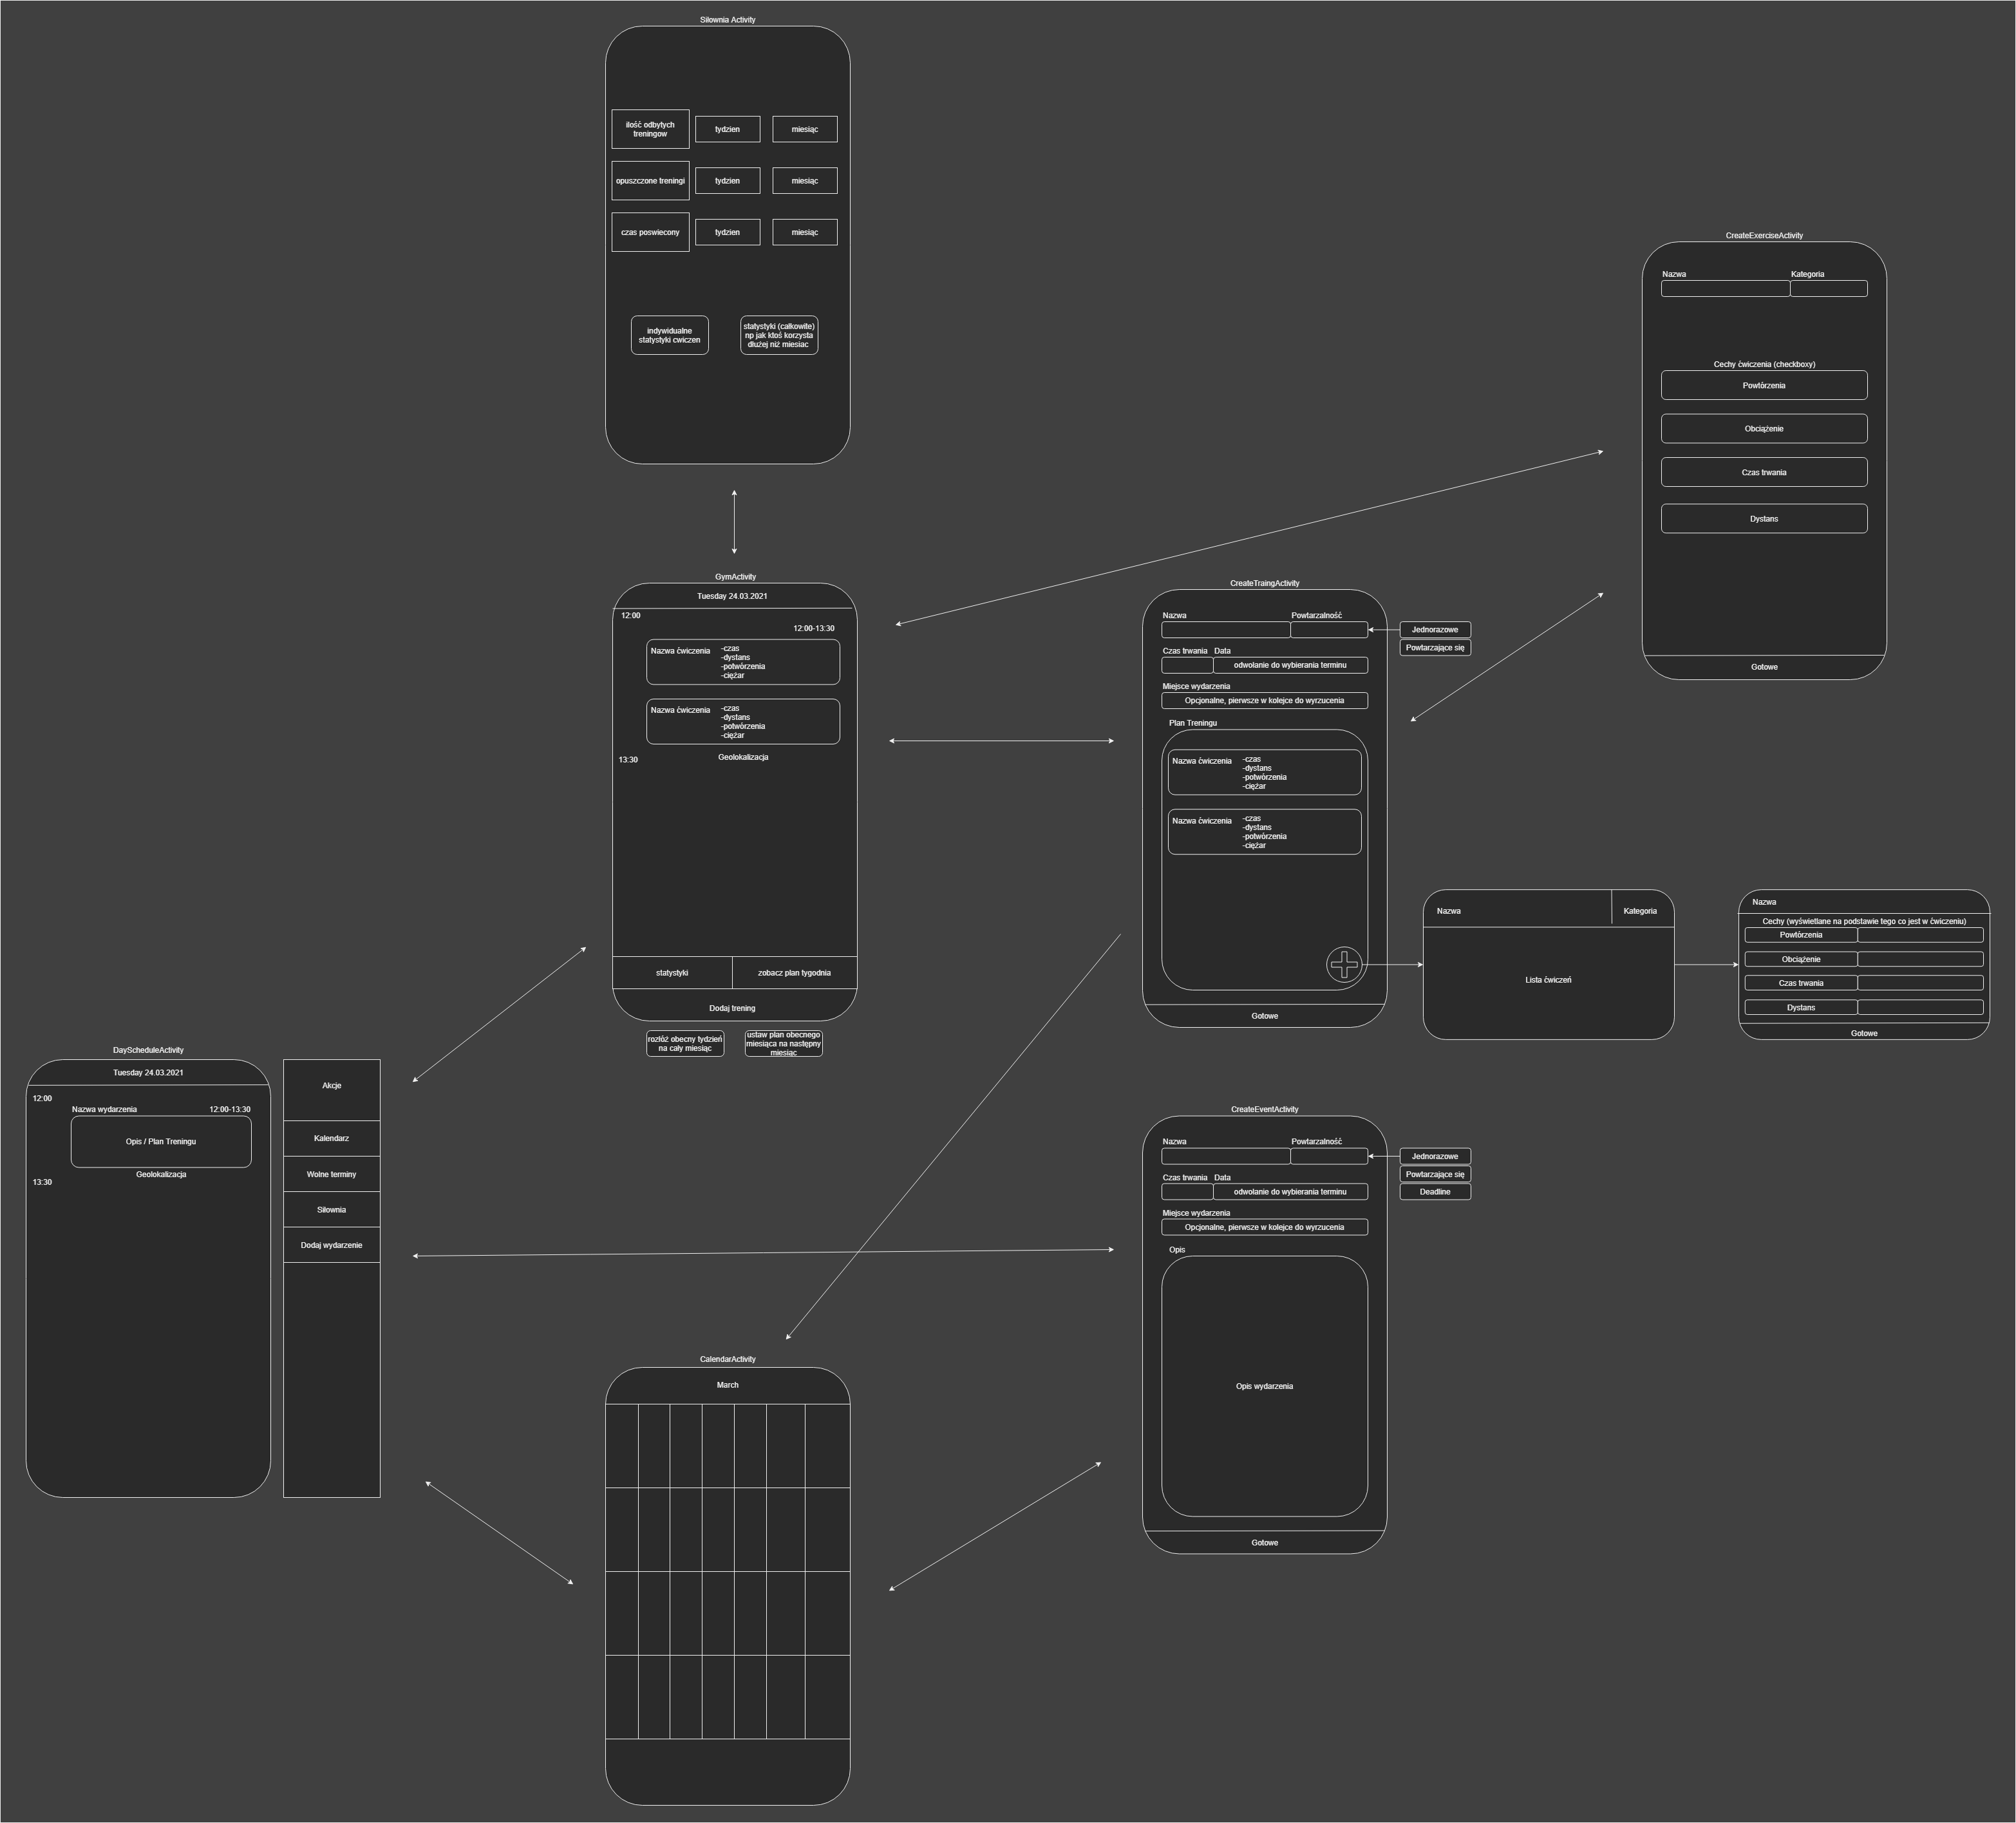 Siłownia Activity
ilość odbytych
treningow
tydzien
miesiąc
opuszczone treningi
tydzien
miesiąc
czas poswiecony
tydzien
miesiąc
indywidualne
statystyki cwiczen
statystyki (całkowite)
np jak ktoś korzysta
dłużej niż miesiac
CreateExerciseActivity
Nazwa
Kategoria
Cechy ćwiczenia (checkboxy)
Powtórzenia
Obciążenie
Czas trwania
Dystans
Gotowe
GymActivity
Tuesday 24.03.2021
12:00
12:00-13:30
Nazwa ćwiczenia
-czas
-dystans
-potwórzenia
-ciężar
Nazwa ćwiczenia
-czas
-dystans
-potwórzenia
-ciężar
13:30
Geolokalizacja
statystyki
zobacz plan tygodnia
Dodaj trening
rozłóż obecny tydzień
na cały miesiąc
ustaw plan obecnego
miesiąca na następny
miesiąc
CreateTraingActivity
Nazwa
Powtarzalność
Jednorazowe
Powtarzające się
Czas trwania
Data
odwołanie do wybierania terminu
Miejsce wydarzenia
Opcjonalne, pierwsze w kolejce do wyrzucenia
Plan Treningu
Nazwa ćwiczenia
-czas
-dystans
-potwórzenia
-ciężar
Nazwa ćwiczenia
-czas
-dystans
-potwórzenia
-ciężar
Gotowe
Nazwa
Kategoria
Lista ćwiczeń
Nazwa
Cechy (wyświetlane na podstawie tego co jest w ćwiczeniu)
Powtórzenia
Obciążenie
Czas trwania
Dystans
Gotowe
DayScheduleActivity
Tuesday 24.03.2021
12:00
Nazwa wydarzenia
12:00-13:30
Opis / Plan Treningu
Geolokalizacja
13:30
Akcje
Kalendarz
Wolne terminy
Siłownia
Dodaj wydarzenie
CreateEventActivity
Nazwa
Powtarzalność
Jednorazowe
Powtarzające się
Deadline
Czas trwania
Data
odwołanie do wybierania terminu
Miejsce wydarzenia
Opcjonalne, pierwsze w kolejce do wyrzucenia
Opis
Opis wydarzenia
Gotowe
CalendarActivity
March